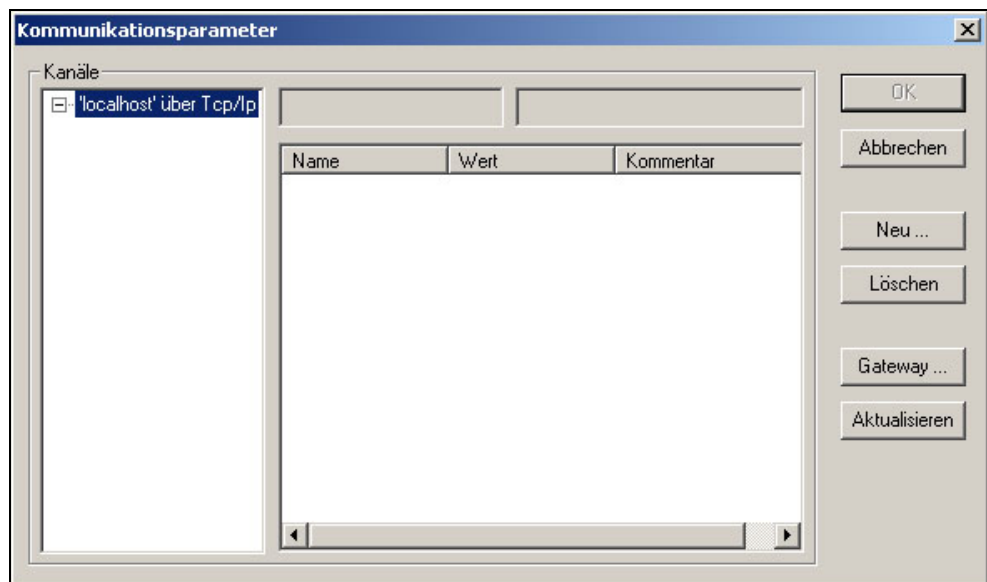 Kommunikationsparameter
Kanäle
'localhost' über Tcp/Ip
Name Wert Kommentar
OK
Abbrechen
Neu ...
Löschen
Gateway ...
Aktualisieren